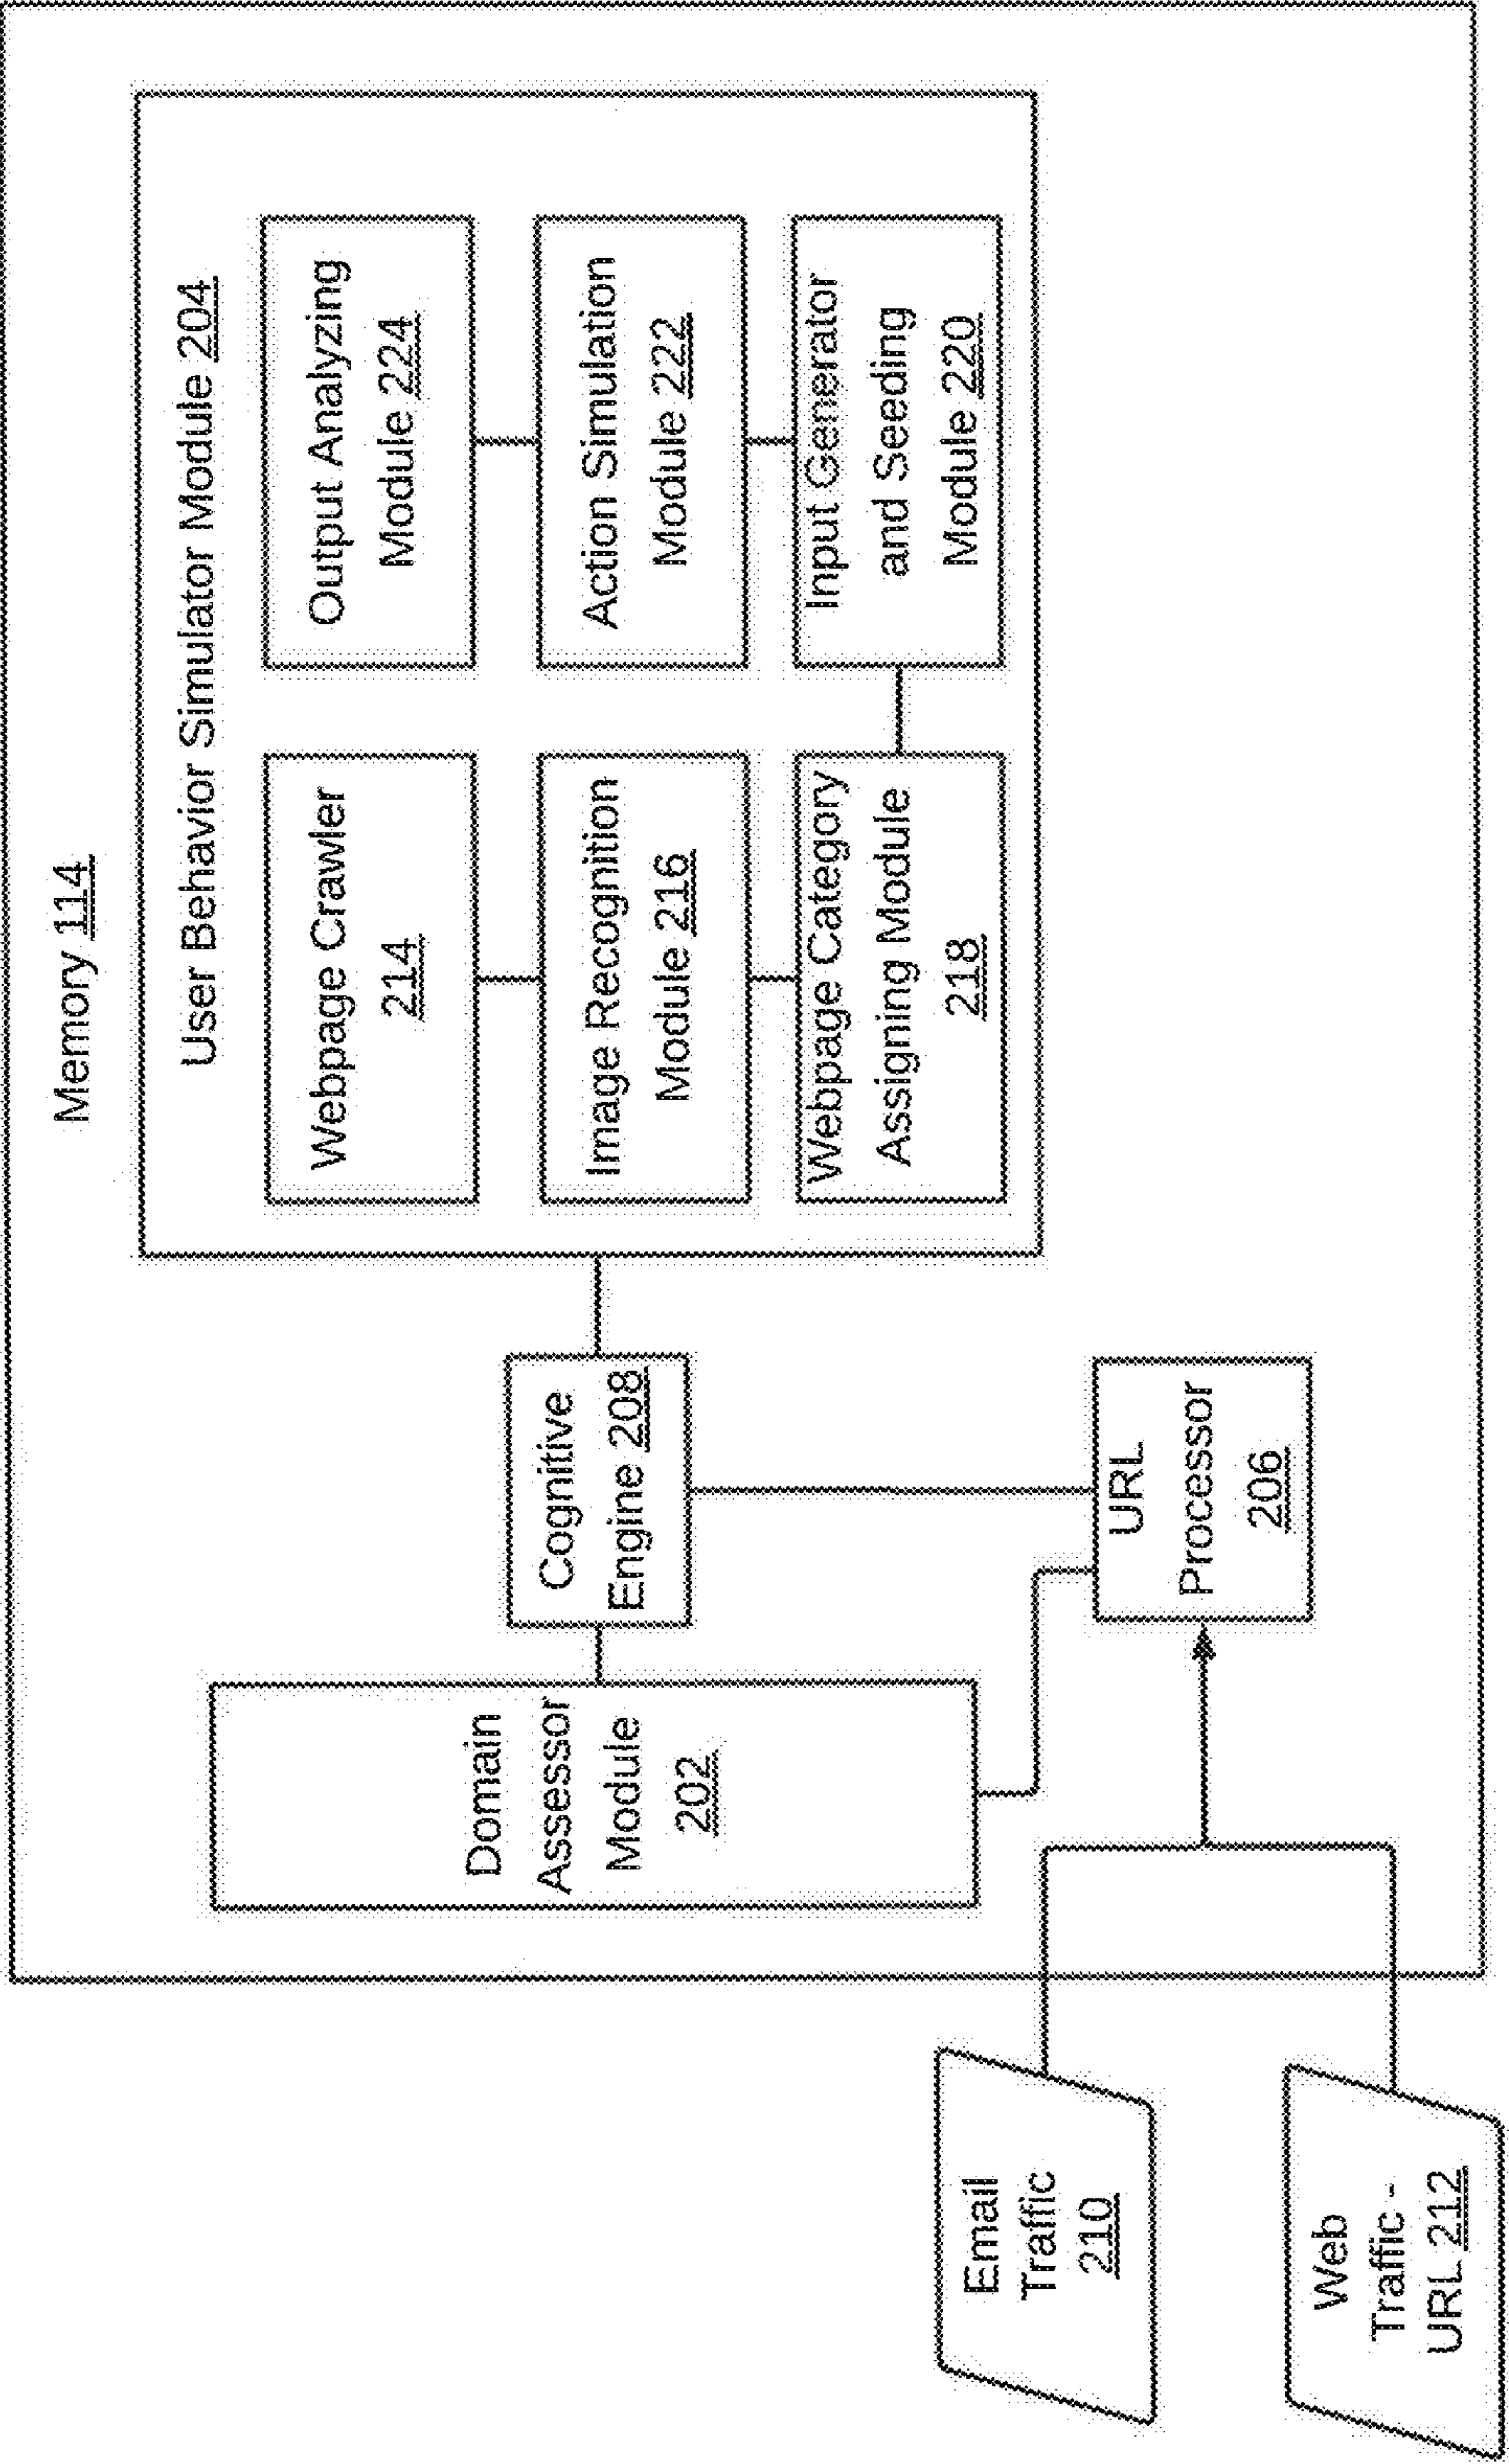 Memory 114
User Behavior Simulator Module 204
Webpage Crawler
214
Output Analyzing
Module 224
Image Recognition
Module 216
Action Simulation
Module 222
Webpage Category
Assigning Module
218
Input Generator
and Seeding
Module 220
Cognitive
Engine 208
Domain
Assessor
Module
202
URL
Processor
206
Email
Traffic
210
Web
Traffic -
URL 212